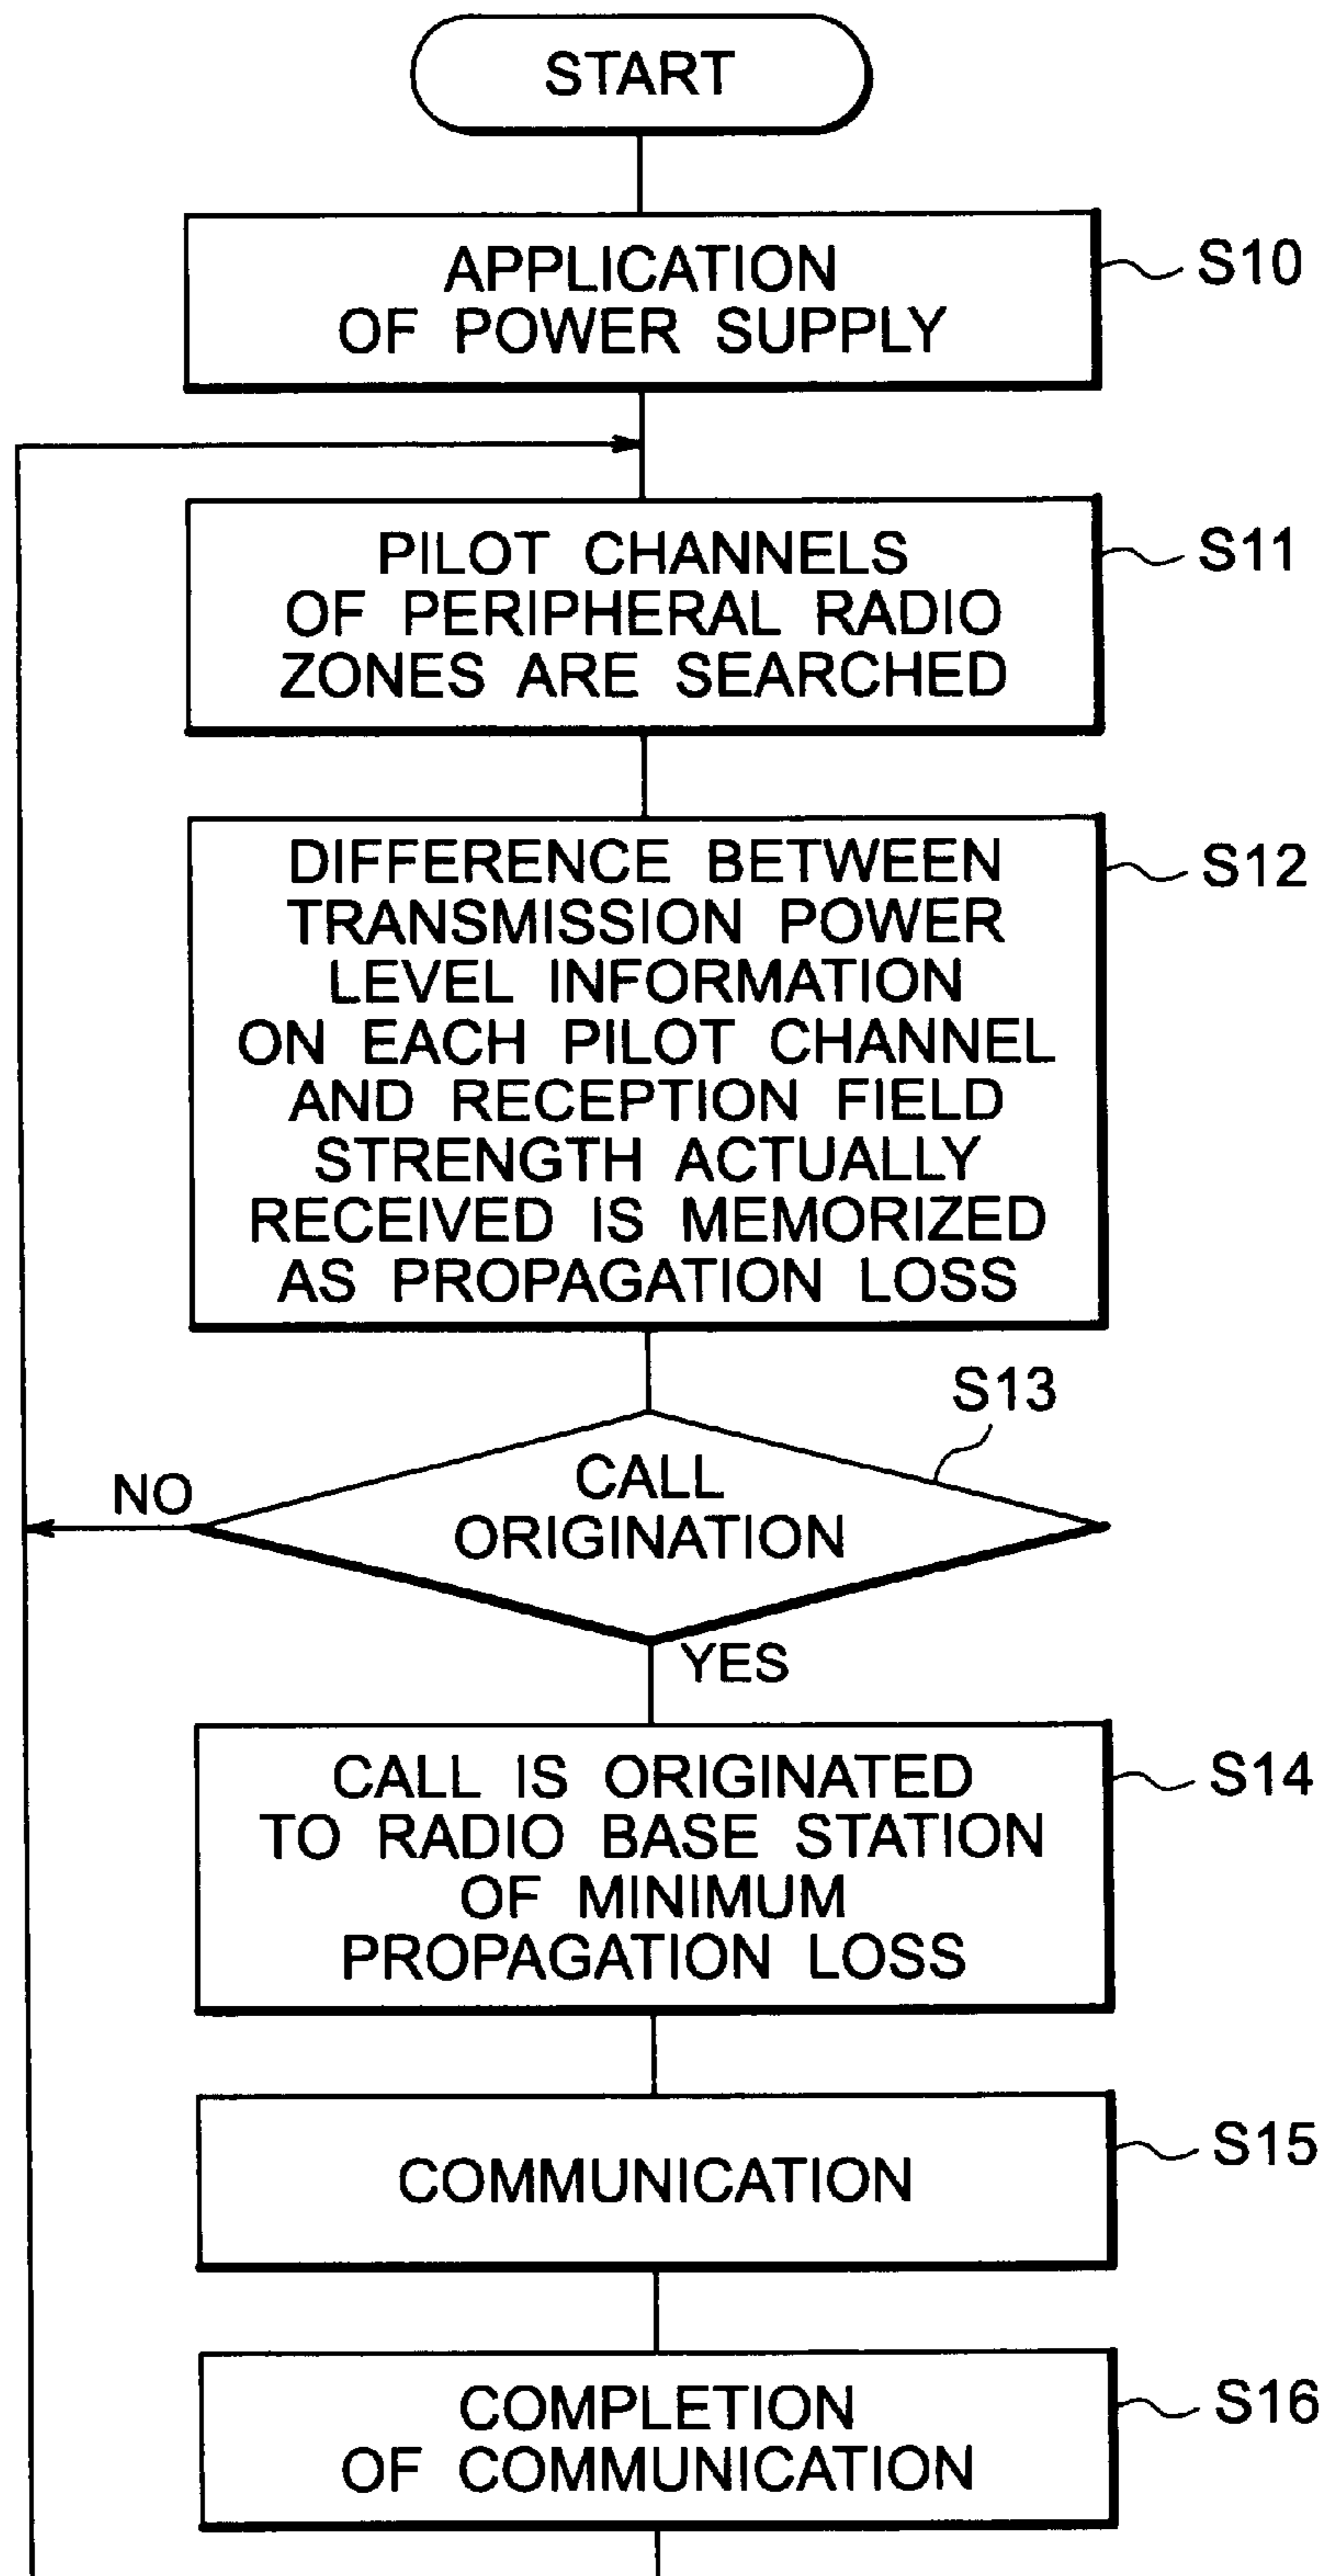 START
APPLICATION
OF POWER SUPPLY
S10
PILOT CHANNELS
OF PERIPHERAL RADIO
ZONES ARE SEARCHED
S11
DIFFERENCE BETWEEN
TRANSMISSION POWER
LEVEL INFORMATION
ON EACH PILOT CHANNEL
AND RECEPTION FIELD
STRENGTH ACTUALLY
RECEIVED IS MEMORIZED
AS PROPAGATION LOSS
S12
S13
CALL
ORIGINATION
NO
YES
CALL IS ORIGINATED
TO RADIO BASE STATION
OF MINIMUM
PROPAGATION LOSS
S14
COMMUNICATION
S15
COMPLETION
OF COMMUNICATION
S16